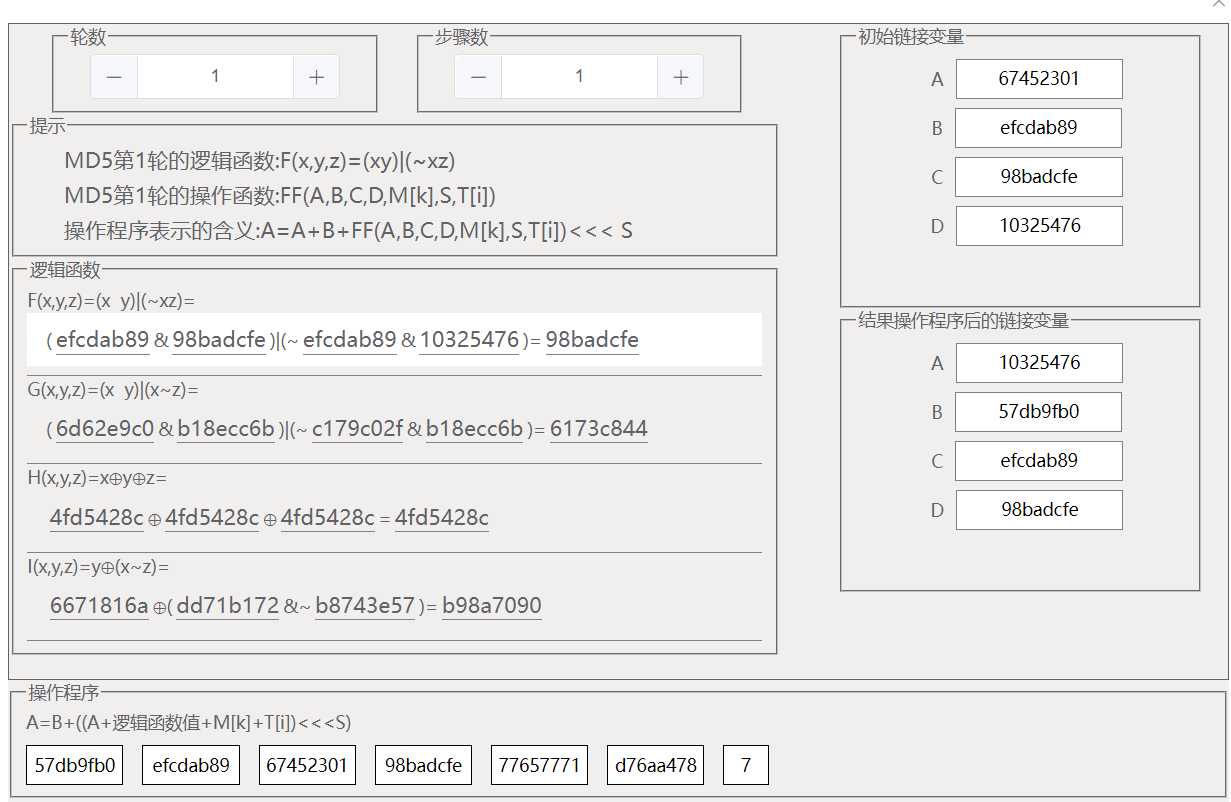 轮数
− 1 +
步骤数
− 1 +
提示
MD5第1轮的逻辑函数:F(x,y,z)=(xy)|(~xz)
MD5第1轮的操作函数:FF(A,B,C,D,M[k],S,T[i])
操作程序表示的含义:A=A+B+FF(A,B,C,D,M[k],S,T[i])<<< S
逻辑函数
F(x,y,z)=(x y)|(~xz)=
( efcdab89 & 98badcfe )|(~ efcdab89 & 10325476 )= 98badcfe
G(x,y,z)=(x y)|(x~z)=
( 6d62e9c0 & b18ecc6b )|(~ c179c02f & b18ecc6b )= 6173c844
H(x,y,z)=x⊕y⊕z=
4fd5428c ⊕ 4fd5428c ⊕ 4fd5428c = 4fd5428c
I(x,y,z)=y⊕(x~z)=
6671816a ⊕( dd71b172 &~ b8743e57 )= b98a7090
初始链接变量
A 67452301
B efcdab89
C 98badcfe
D 10325476
结果操作程序后的链接变量
A 10325476
B 57db9fb0
C efcdab89
D 98badcfe
操作程序
A=B+((A+逻辑函数值+M[k]+T[i])<<<S)
57db9fb0 efcdab89 67452301 98badcfe 77657771 d76aa478 7